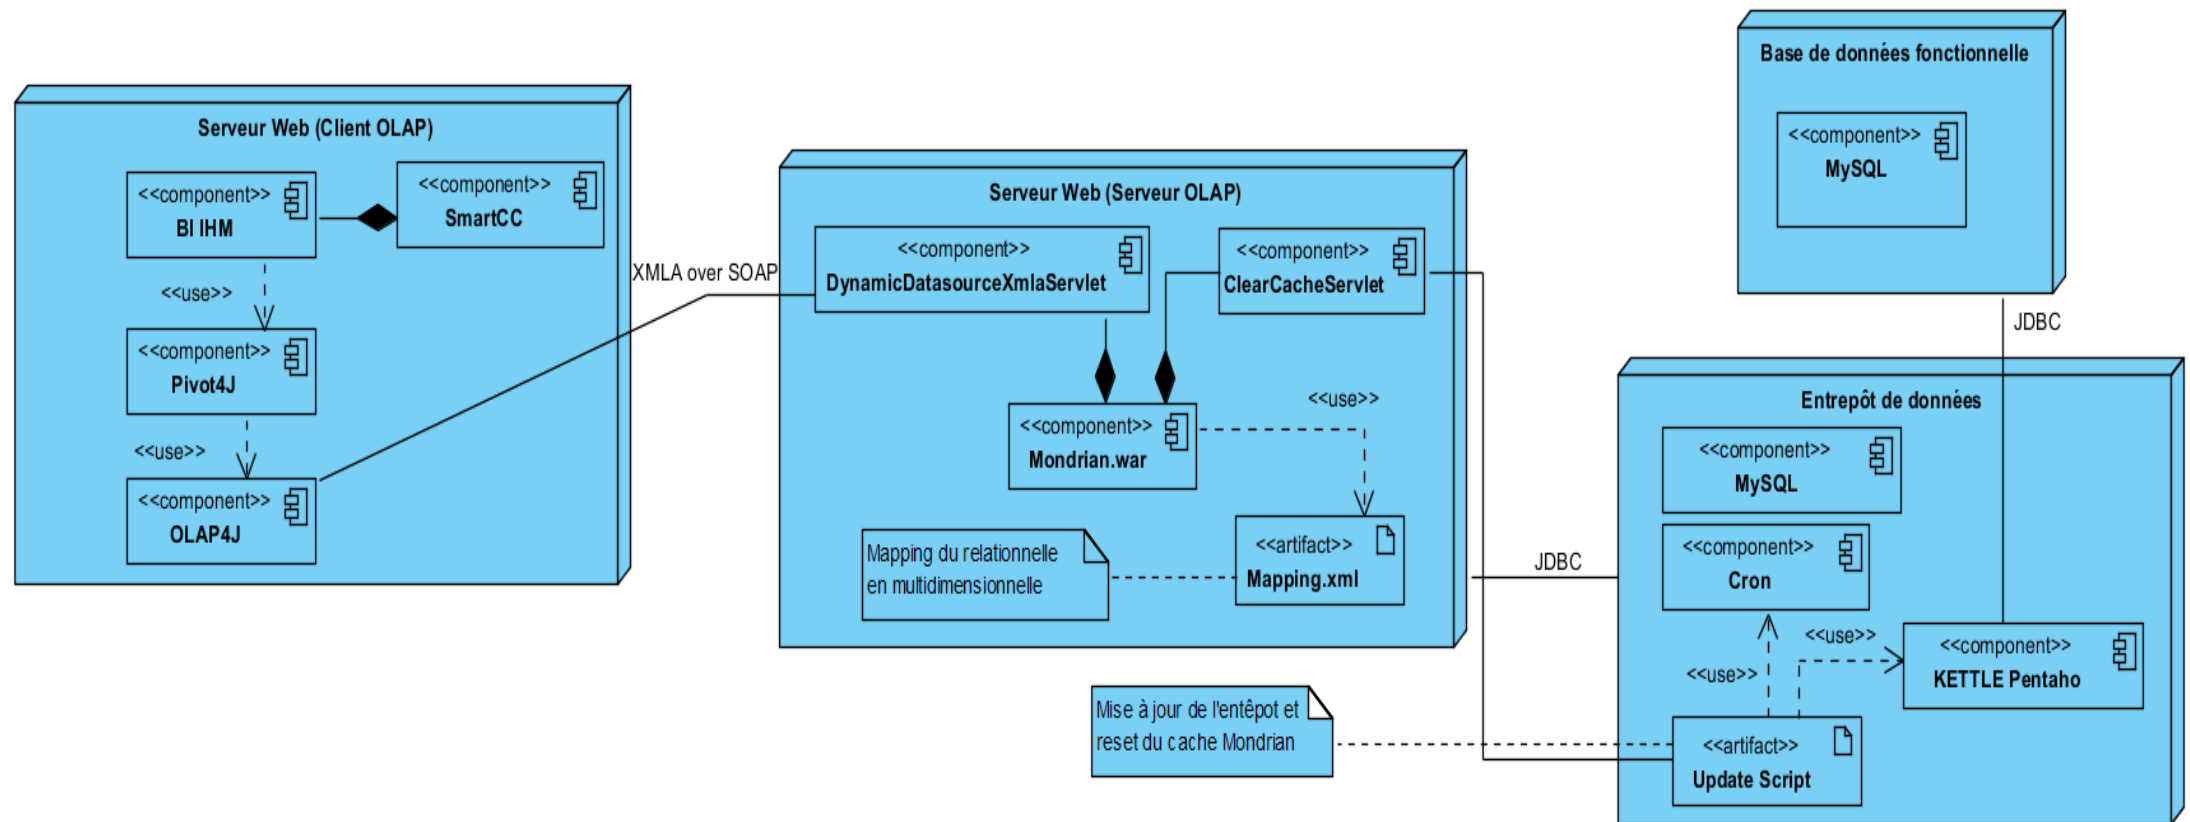 Base de données fonctionnelle
<<component>>
MySQL
Serveur Web (Client OLAP)
<<component>>
BI IHM
<<component>>
SmartCC
<<use>>
<<component>>
Pivot4J
<<use>>
<<component>>
OLAP4J
XMLA over SOAP
Serveur Web (Serveur OLAP)
<<component>>
DynamicDatasourceXmlaServlet
<<component>>
ClearCacheServlet
<<component>>
Mondrian.war
<<use>>
<<artifact>>
Mapping.xml
Mapping du relationnelle
en multidimensionnelle
JDBC
JDBC
Entrepôt de données
<<component>>
MySQL
<<component>>
Cron
<<use>>
<<use>>
<<component>>
KETTLE Pentaho
<<artifact>>
Update Script
Mise à jour de l'entêpot et
reset du cache Mondrian